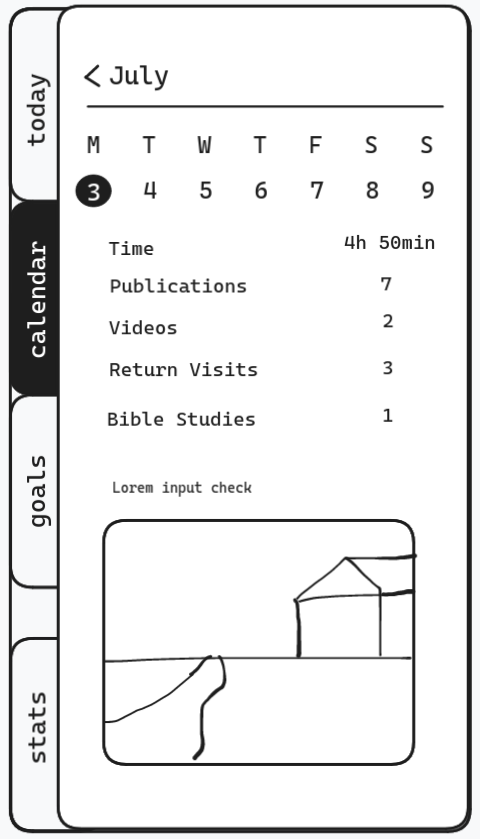 today
calendar
goals
stats
< July
M T W T F S S
3 4 5 6 7 8 9
Time 4h 50min
Publications 7
Videos 2
Return Visits 3
Bible Studies 1
Lorem input check